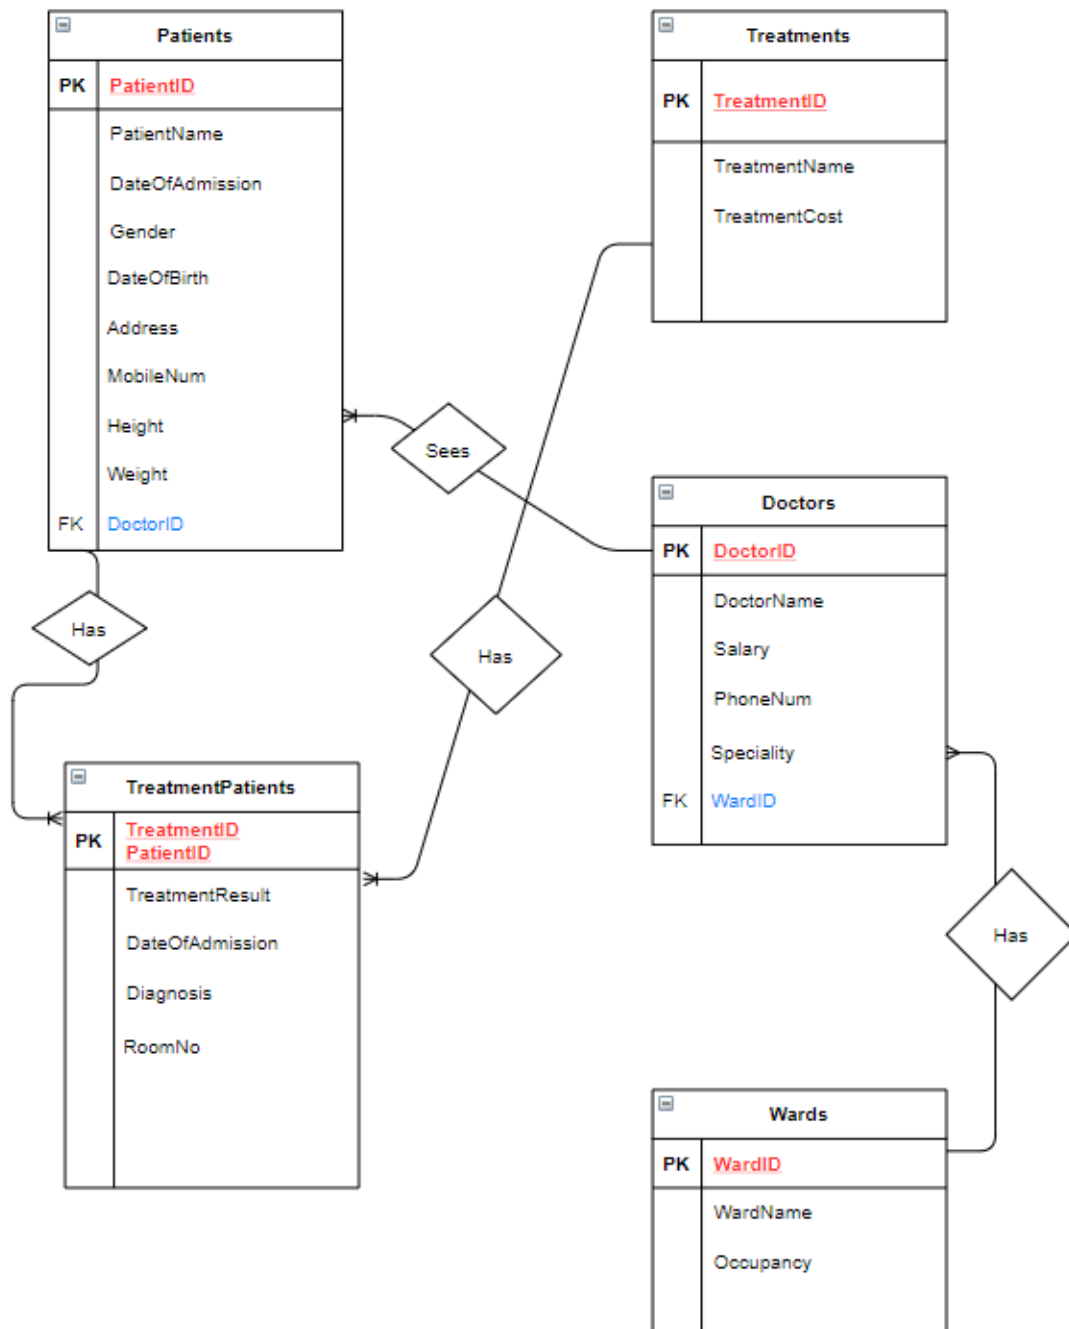 Patients
PK PatientID
PatientName
DateOfAdmission
Gender
DateOfBirth
Address
MobileNum
Height
Weight
FK DoctorID
Treatments
PK TreatmentID
TreatmentName
TreatmentCost
Sees
Has
Has
Doctors
PK DoctorID
DoctorName
Salary
PhoneNum
Speciality
FK WardID
TreatmentPatients
PK TreatmentID
PatientID
TreatmentResult
DateOfAdmission
Diagnosis
RoomNo
Has
Wards
PK WardID
WardName
Occupancy